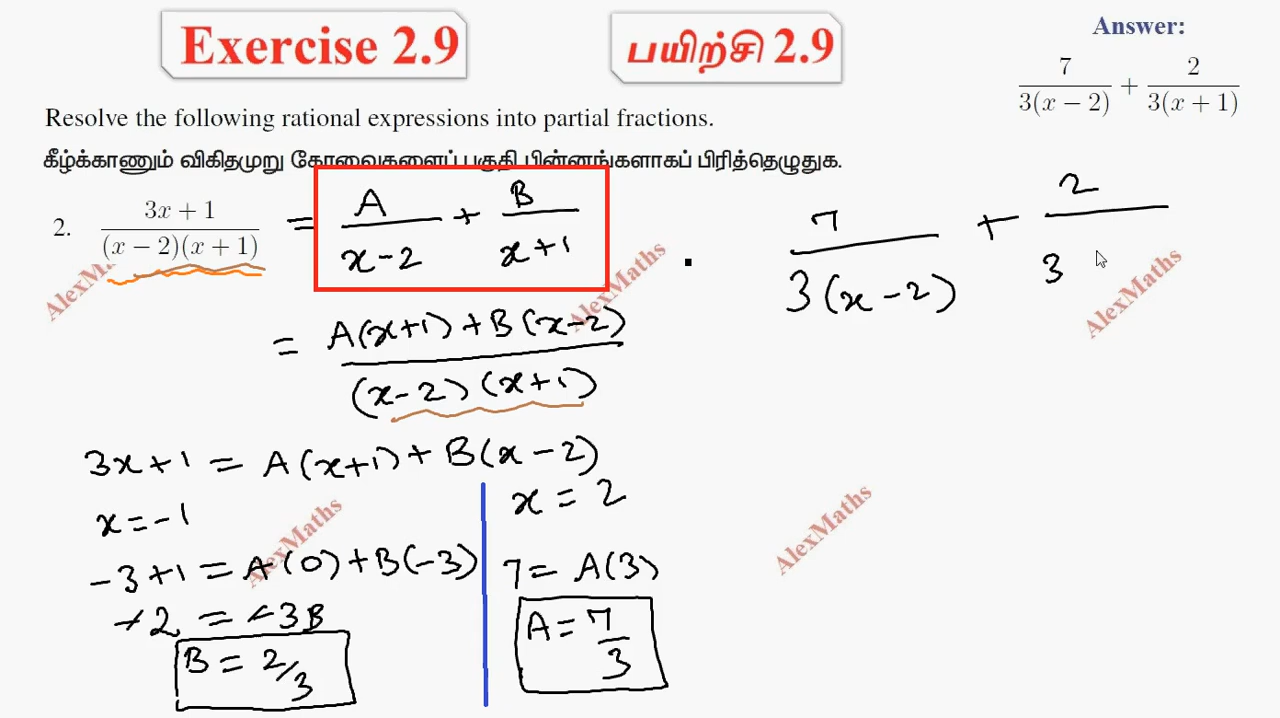 Exercise 2.9
பயிற்சி 2.9
Answer:
7/(3(x − 2)) + 2/(3(x + 1))
Resolve the following rational expressions into partial fractions.
கீழ்க்காணும் விகிதமுறு கோவைகளைப் பகுதி பின்னங்களாகப் பிரித்தெழுதுக.
2. (3x + 1)/((x − 2)(x + 1)) = A/(x−2) + B/(x+1) . 7/(3(x−2)) + 2/3
= (A(x+1) + B(x−2))/((x−2)(x+1))
3x+1 = A(x+1) + B(x−2)
x = −1
−3+1 = A(0) + B(−3)
−2 = −3B
B = 2/3
x = 2
7 = A(3)
A = 7/3
AlexMaths
AlexMaths
AlexMaths
AlexMaths
AlexMaths